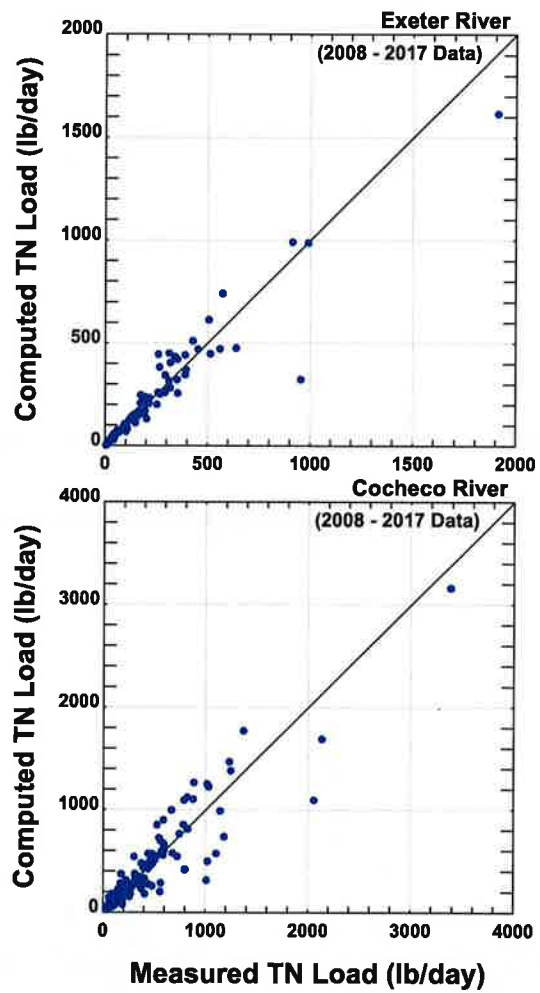 Exeter River
(2008 - 2017 Data)
Computed TN Load (lb/day)
2000
1500
1000
500
0
0 500 1000 1500 2000
Cocheco River
(2008 - 2017 Data)
Computed TN Load (lb/day)
4000
3000
2000
1000
0
0 1000 2000 3000 4000
Measured TN Load (lb/day)